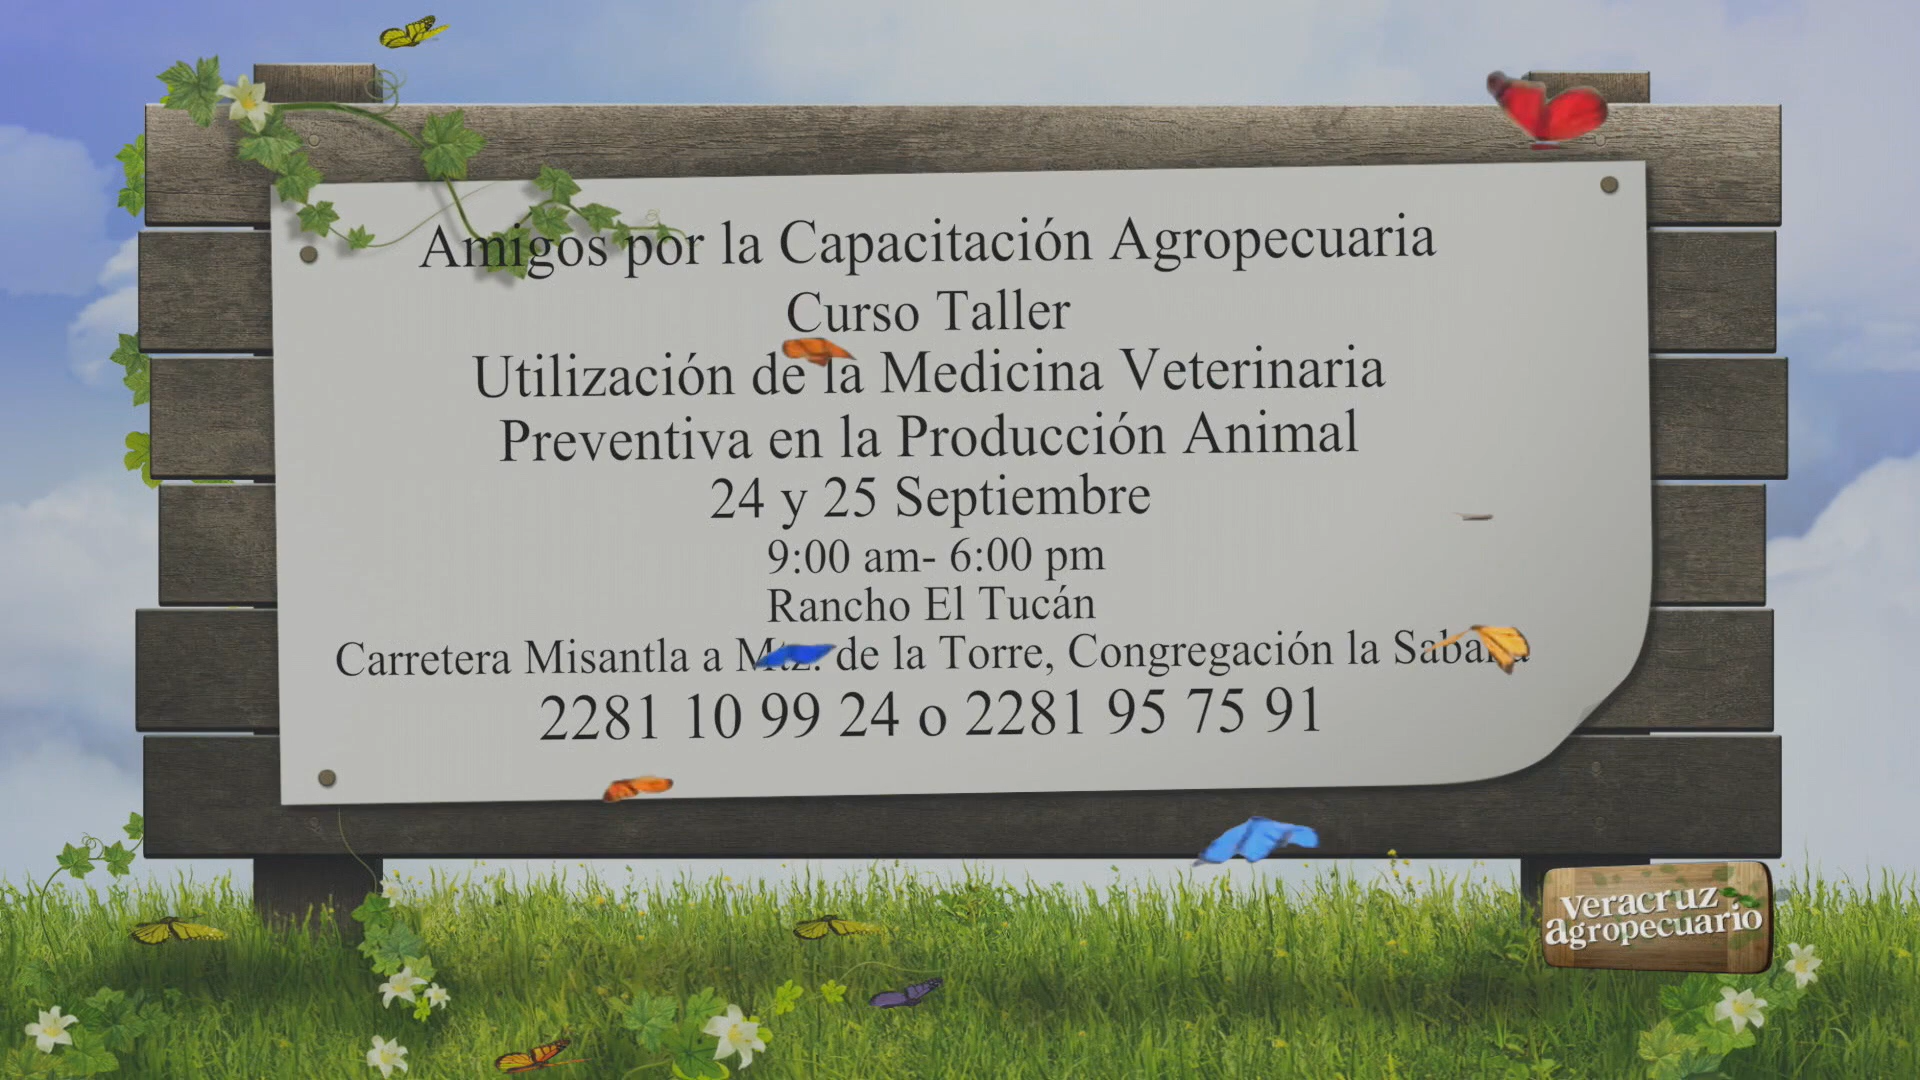 Amigos por la Capacitación Agropecuaria
Curso Taller
Utilización de la Medicina Veterinaria
Preventiva en la Producción Animal
24 y 25 Septiembre
9:00 am- 6:00 pm
Rancho El Tucán
Carretera Misantla a Mtz. de la Torre, Congregación la
2281 10 99 24 o 2281 95 75 91
veracruz
agropecuario